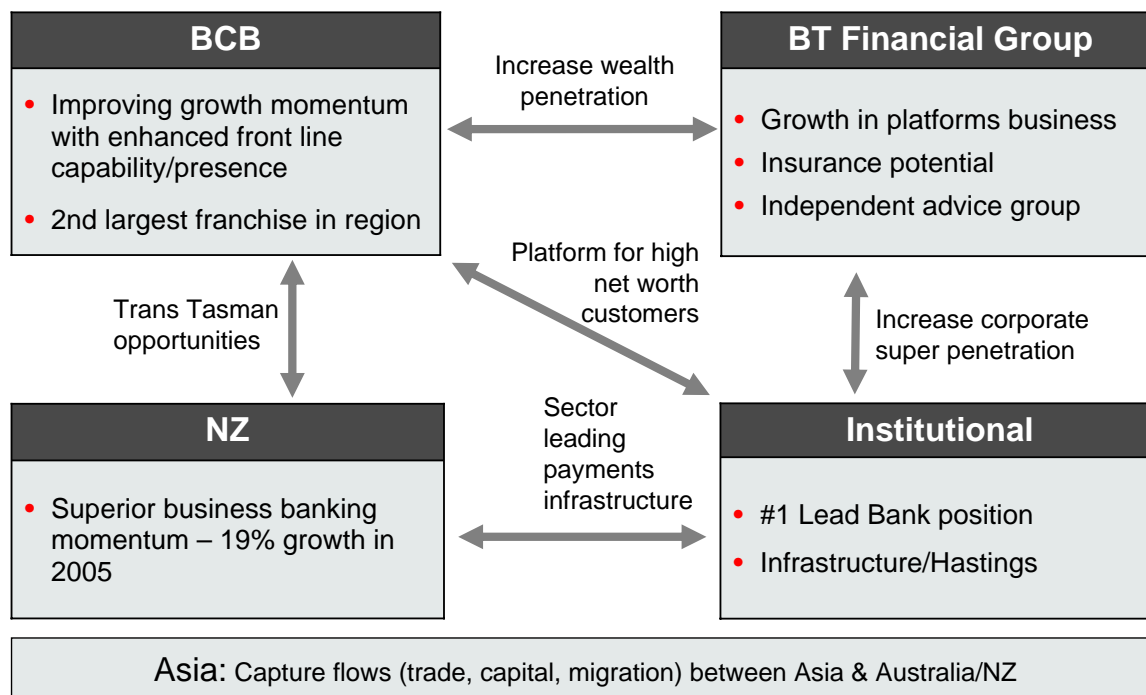 BCB
• Improving growth momentum
with enhanced front line
capability/presence
• 2nd largest franchise in region
Increase wealth
penetration
BT Financial Group
• Growth in platforms business
• Insurance potential
• Independent advice group
Platform for high
net worth
customers
Trans Tasman
opportunities
Increase corporate
super penetration
NZ
• Superior business banking
momentum – 19% growth in
2005
Sector
leading
payments
infrastructure
Institutional
• #1 Lead Bank position
• Infrastructure/Hastings
Asia: Capture flows (trade, capital, migration) between Asia & Australia/NZ